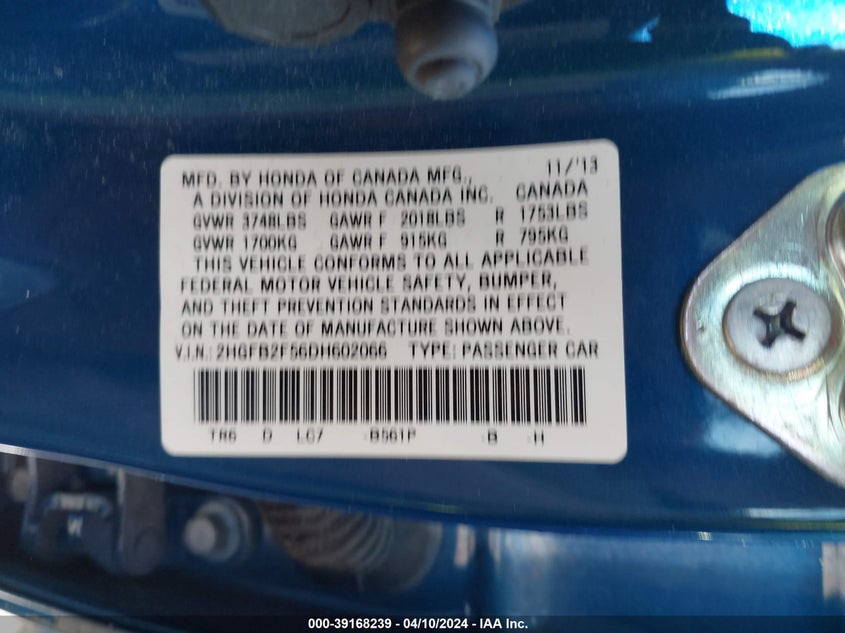 MFD. BY HONDA OF CANADA MFG., 11/'13
A DIVISION OF HONDA CANADA INC. CANADA
GVWR 3748LBS GAWR F 2018LBS R 1753LBS
GVWR 1700KG GAWR F 915KG R 795KG
THIS VEHICLE CONFORMS TO ALL APPLICABLE
FEDERAL MOTOR VEHICLE SAFETY, BUMPER,
AND THEFT PREVENTION STANDARDS IN EFFECT
ON THE DATE OF MANUFACTURE SHOWN ABOVE.
V.I.N.: 2HGFB2F56DH602066 TYPE: PASSENGER CAR
TR6 D LC7 B561P B H
000-39168239 - 04/10/2024 - IAA Inc.